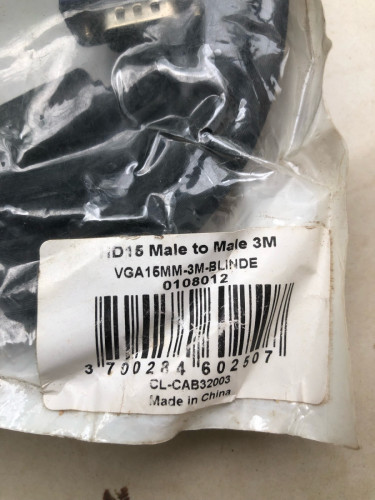 HD15 Male to Male 3M
VGA15MM-3M-BLINDE
0108012
3 700284 602507
CL-CAB32003
Made in China